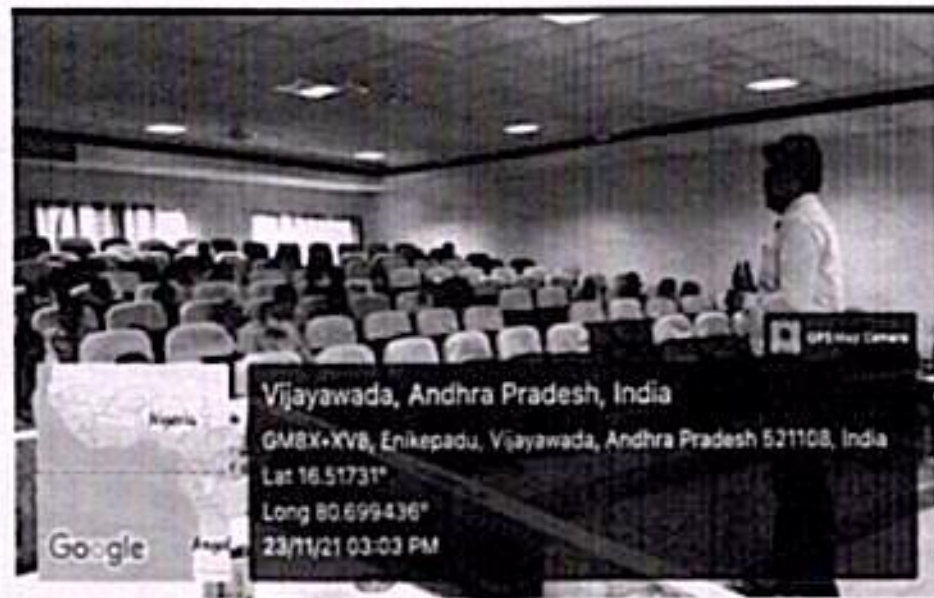 GPS Map Camera
Vijayawada, Andhra Pradesh, India
GM8X+XV8, Enikepadu, Vijayawada, Andhra Pradesh 521108, India
Lat 16.51731°
Long 80.699436°
23/11/21 03:03 PM
Nigeria
Google